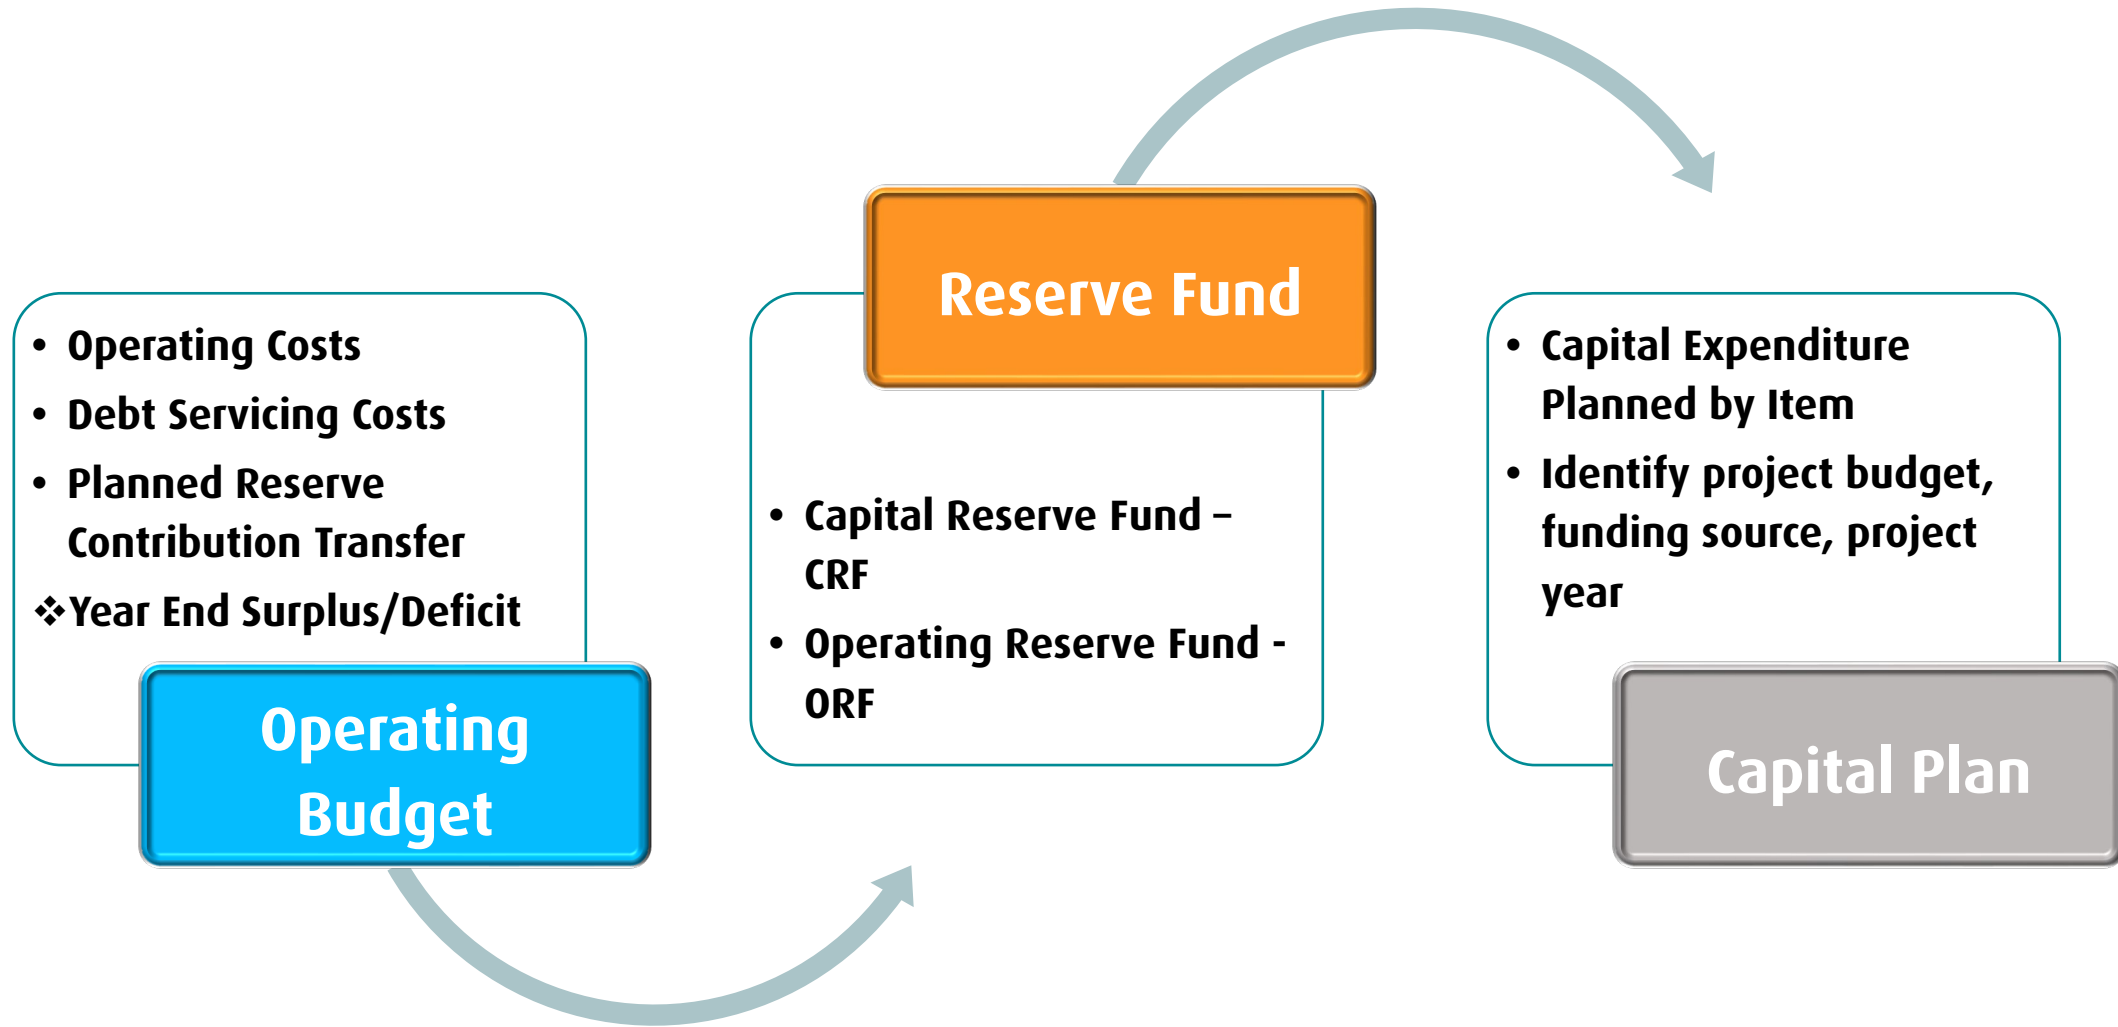 • Operating Costs
• Debt Servicing Costs
• Planned Reserve
Contribution Transfer
❖Year End Surplus/Deficit
Operating
Budget
Reserve Fund
• Capital Reserve Fund –
CRF
• Operating Reserve Fund -
ORF
• Capital Expenditure
Planned by Item
• Identify project budget,
funding source, project
year
Capital Plan